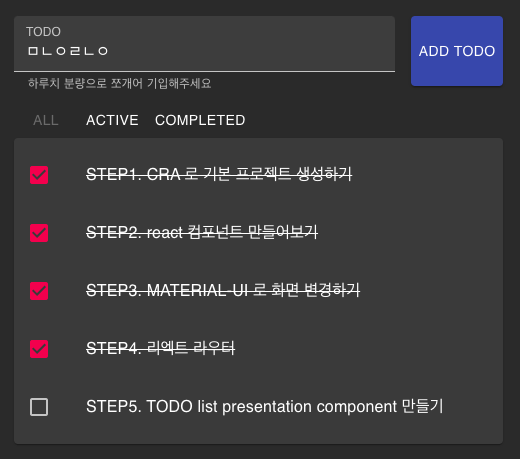 TODO
ㅁㄴㅇㄹㄴㅇ
ADD TODO
하루치 분량으로 쪼개어 기입해주세요
ALL ACTIVE COMPLETED
STEP1. CRA 로 기본 프로젝트 생성하기
STEP2. react 컴포넌트 만들어보기
STEP3. MATERIAL-UI 로 화면 변경하기
STEP4. 리엑트 라우터
STEP5. TODO list presentation component 만들기